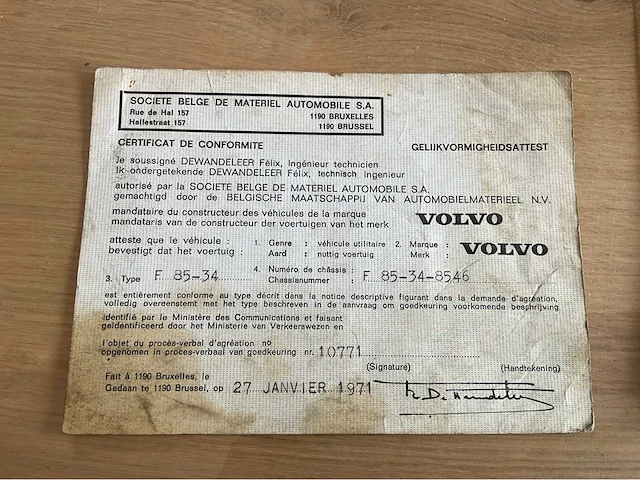 SOCIETE BELGE DE MATERIEL AUTOMOBILE S.A.
Rue de Hal 157 1190 BRUXELLES
Hallestraat 157 1190 BRUSSEL
CERTIFICAT DE CONFORMITE GELIJKVORMIGHEIDSATTEST
Je soussigné DEWANDELEER Félix, Ingénieur technicien
Ik ondergetekende DEWANDELEER Félix, technisch ingenieur
autorisé par la SOCIETE BELGE DE MATERIEL AUTOMOBILE S.A.
gemachtigd door de BELGISCHE MAATSCHAPPIJ VAN AUTOMOBIELMATERIEEL N.V.
mandataire du constructeur des véhicules de la marque VOLVO
mandataris van de constructeur der voertuigen van het merk
atteste que le véhicule : 1. Genre : véhicule utilitaire 2. Marque : VOLVO
bevestigt dat het voertuig : Aard : nuttig voertuig Merk :
3. Type F 85-34 4. Numéro de châssis : F 85-34-8546
Chassisnummer :
est entièrement conforme au type décrit dans la notice descriptive figurant dans la demande d'agréation,
volledig overeenstemt met het type beschreven in de aanvraag om goedkeuring voorkomende beschrijving
identifié par le Ministère des Communications et faisant
geïdentificeerd door het Ministerie van Verkeerswezen en
l'objet du procès-verbal d'agréation no
opgenomen in proces-verbaal van goedkeuring nr. 10771
(Signature) (Handtekening)
Fait à 1190 Bruxelles, le
Gedaan te 1190 Brussel, op 27 JANVIER 1971